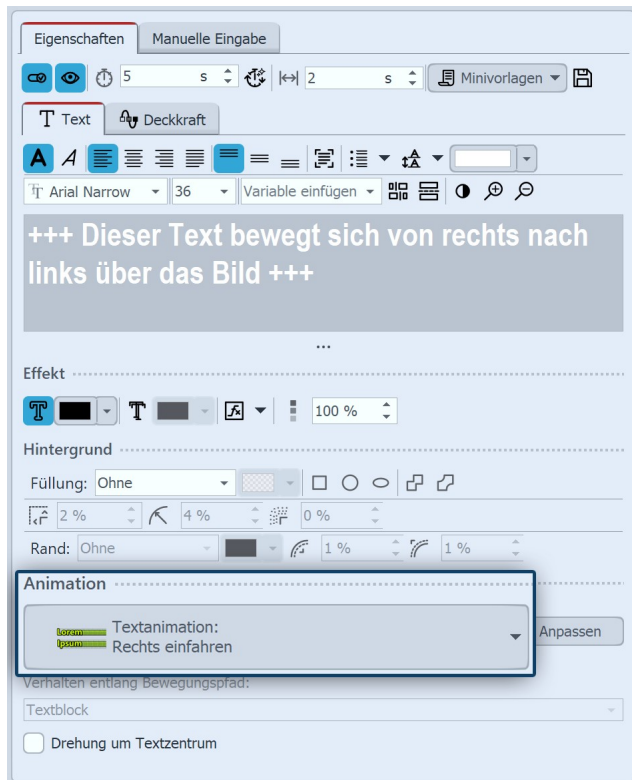 Eigenschaften Manuelle Eingabe
5 s 2 s Minivorlagen
Text Deckkraft
Arial Narrow 36 Variable einfügen
+++ Dieser Text bewegt sich von rechts nach
links über das Bild +++
...
Effekt
100 %
Hintergrund
Füllung: Ohne
2 % 4 % 0 %
Rand: Ohne 1 % 1 %
Animation
Lorem Textanimation:
Ipsum Rechts einfahren
Anpassen
Verhalten entlang Bewegungspfad:
Textblock
Drehung um Textzentrum